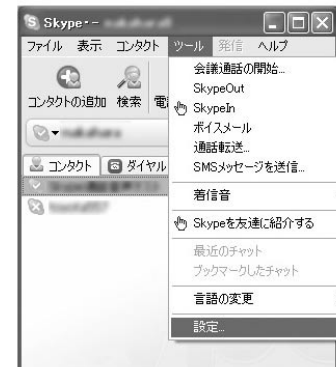 Skype™ -
ファイル 表示 コンタクト ツール 発信 ヘルプ
コンタクトの追加 検索
コンタクト ダイヤル
会議通話の開始...
SkypeOut
SkypeIn
ボイスメール
通話転送...
SMSメッセージを送信...
着信音
Skypeを友達に紹介する
最近のチャット
ブックマークしたチャット
言語の変更
設定...